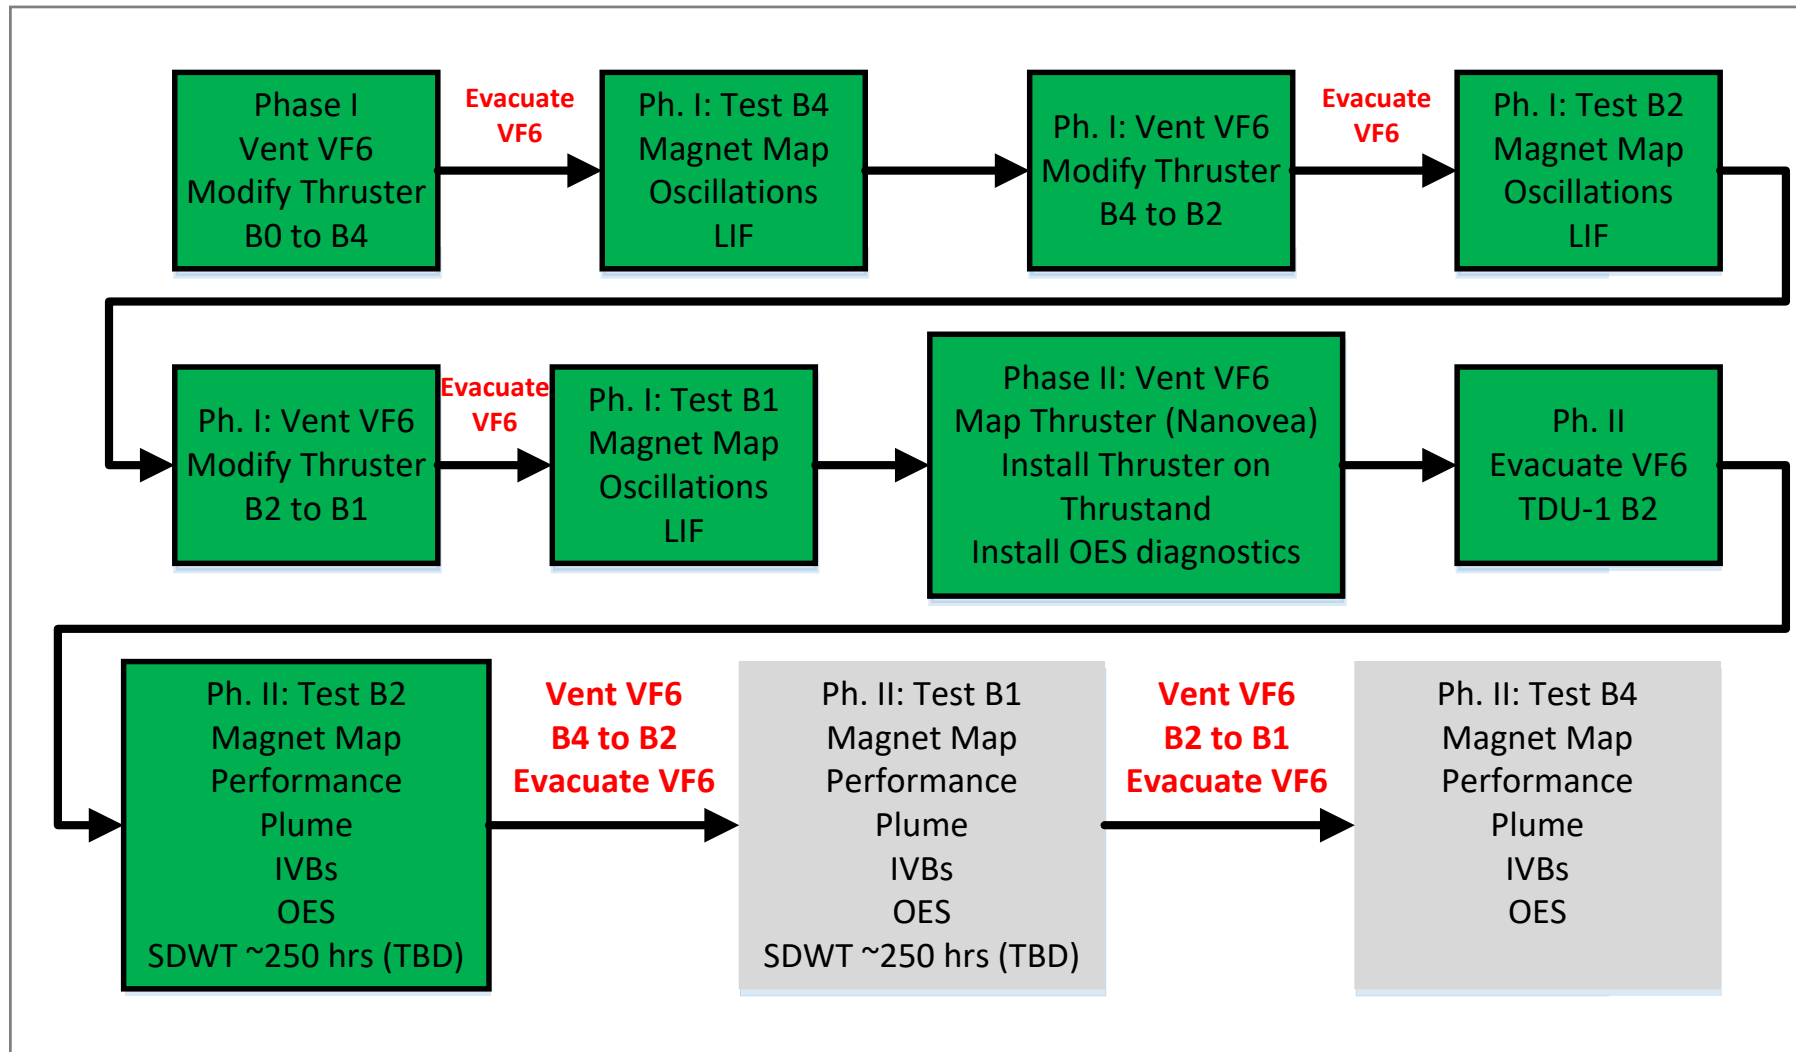 Phase I
Vent VF6
Modify Thruster
B0 to B4
Evacuate
VF6
Ph. I: Test B4
Magnet Map
Oscillations
LIF
Ph. I: Vent VF6
Modify Thruster
B4 to B2
Evacuate
VF6
Ph. I: Test B2
Magnet Map
Oscillations
LIF
Ph. I: Vent VF6
Modify Thruster
B2 to B1
Evacuate
VF6
Ph. I: Test B1
Magnet Map
Oscillations
LIF
Phase II: Vent VF6
Map Thruster (Nanovea)
Install Thruster on
Thrustand
Install OES diagnostics
Ph. II
Evacuate VF6
TDU-1 B2
Ph. II: Test B2
Magnet Map
Performance
Plume
IVBs
OES
SDWT ~250 hrs (TBD)
Vent VF6
B4 to B2
Evacuate VF6
Ph. II: Test B1
Magnet Map
Performance
Plume
IVBs
OES
SDWT ~250 hrs (TBD)
Vent VF6
B2 to B1
Evacuate VF6
Ph. II: Test B4
Magnet Map
Performance
Plume
IVBs
OES